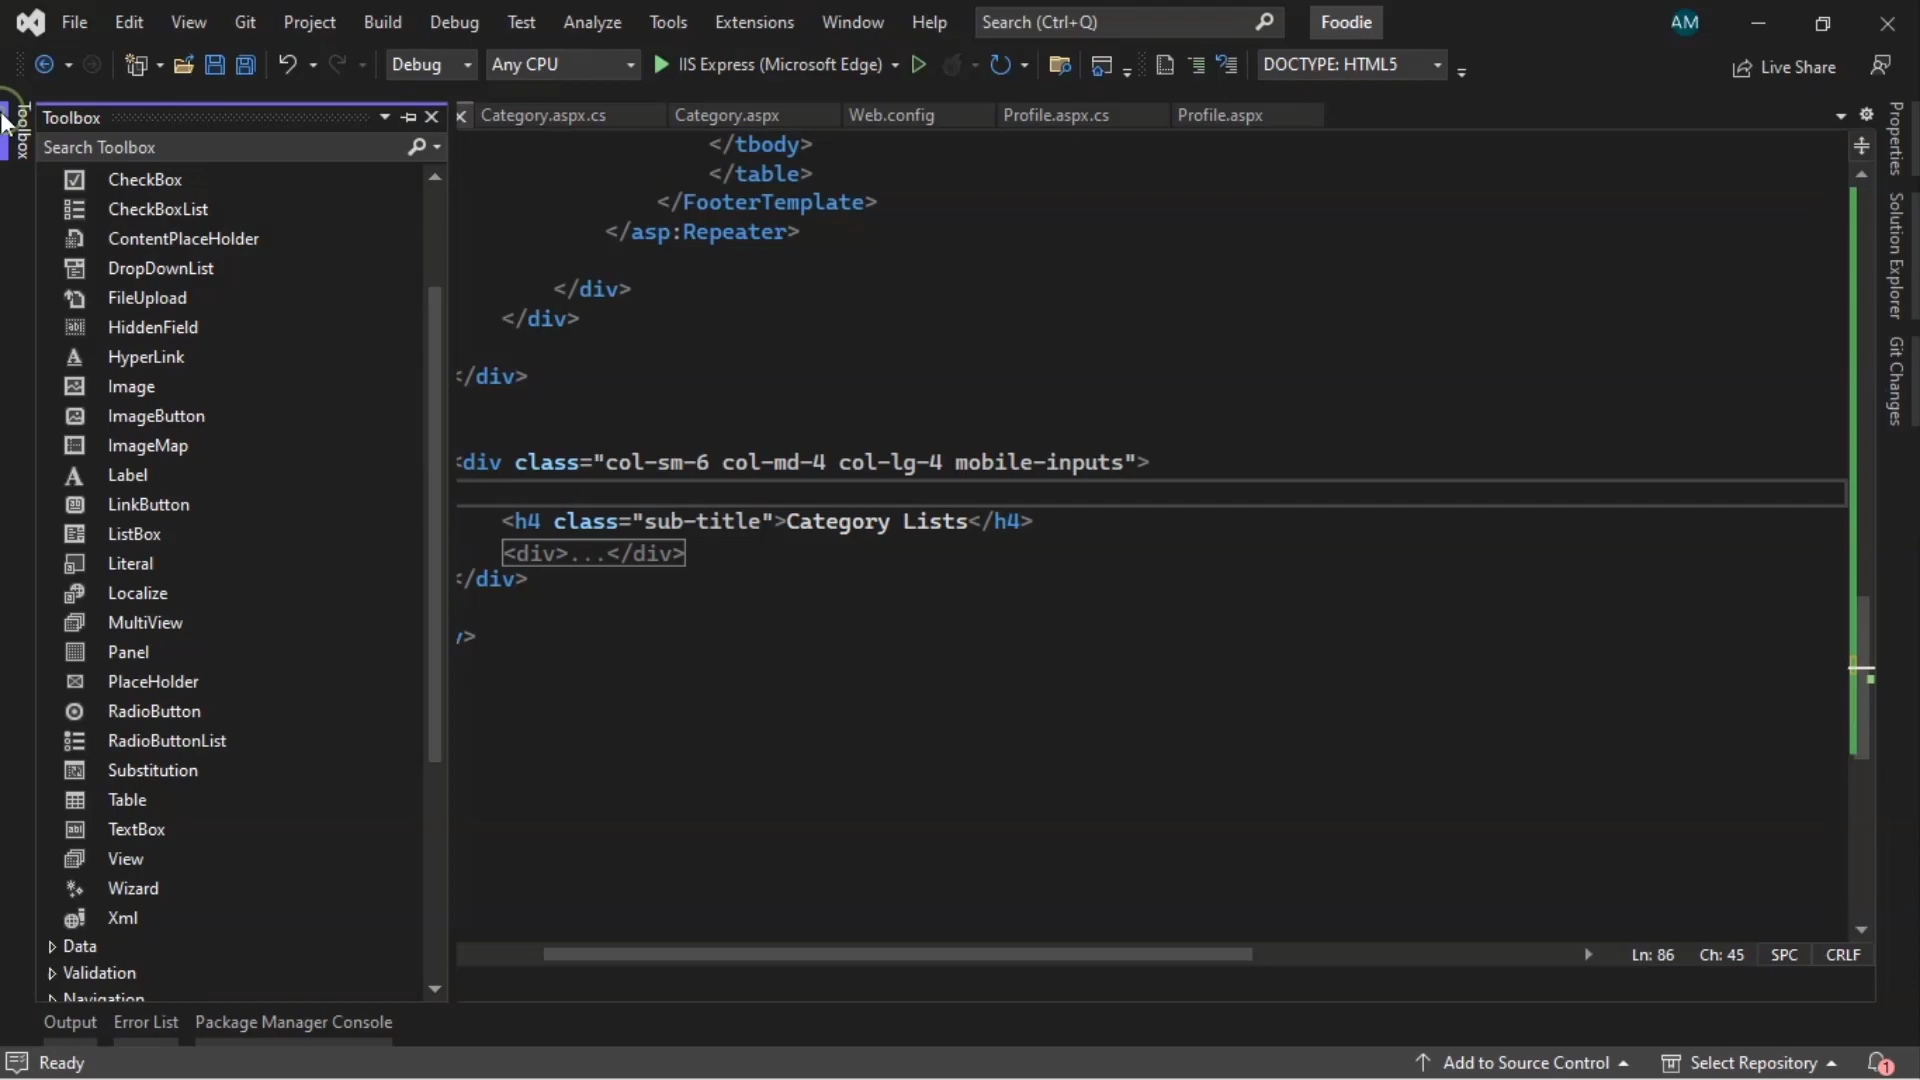 File Edit View Git Project Build Debug Test Analyze Tools Extensions Window Help Search (Ctrl+Q) Foodie AM
Debug Any CPU IIS Express (Microsoft Edge) DOCTYPE: HTML5 Live Share
Toolbox
Toolbox
Category.aspx.cs Category.aspx Web.config Profile.aspx.cs Profile.aspx
Search Toolbox
CheckBox
CheckBoxList
ContentPlaceHolder
DropDownList
FileUpload
HiddenField
HyperLink
Image
ImageButton
ImageMap
Label
LinkButton
ListBox
Literal
Localize
MultiView
Panel
PlaceHolder
RadioButton
RadioButtonList
Substitution
Table
TextBox
View
Wizard
Xml
Data
Validation
Navigation
</tbody>
</table>
</FooterTemplate>
</asp:Repeater>
</div>
</div>
</div>
<div class="col-sm-6 col-md-4 col-lg-4 mobile-inputs">
<h4 class="sub-title">Category Lists</h4>
<div>...</div>
</div>
>
Properties
Solution Explorer
Git Changes
Ln: 86 Ch: 45 SPC CRLF
Output Error List Package Manager Console
Ready Add to Source Control Select Repository 1